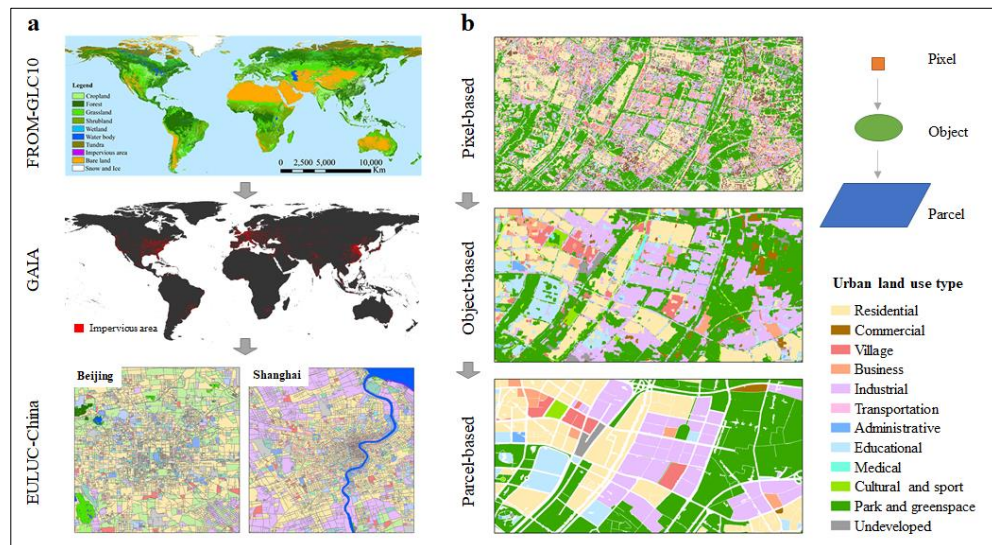 a
FROM-GLC10
Legend
Cropland
Forest
Grassland
Shrubland
Wetland
Water body
Tundra
Impervious area
Bare land
Snow and Ice
0 2,500 5,000 10,000
Km
GAIA
Impervious area
EULUC-China
Beijing
Shanghai
b
Pixel-based
Object-based
Parcel-based
Pixel
Object
Parcel
Urban land use type
Residential
Commercial
Village
Business
Industrial
Transportation
Administrative
Educational
Medical
Cultural and sport
Park and greenspace
Undeveloped